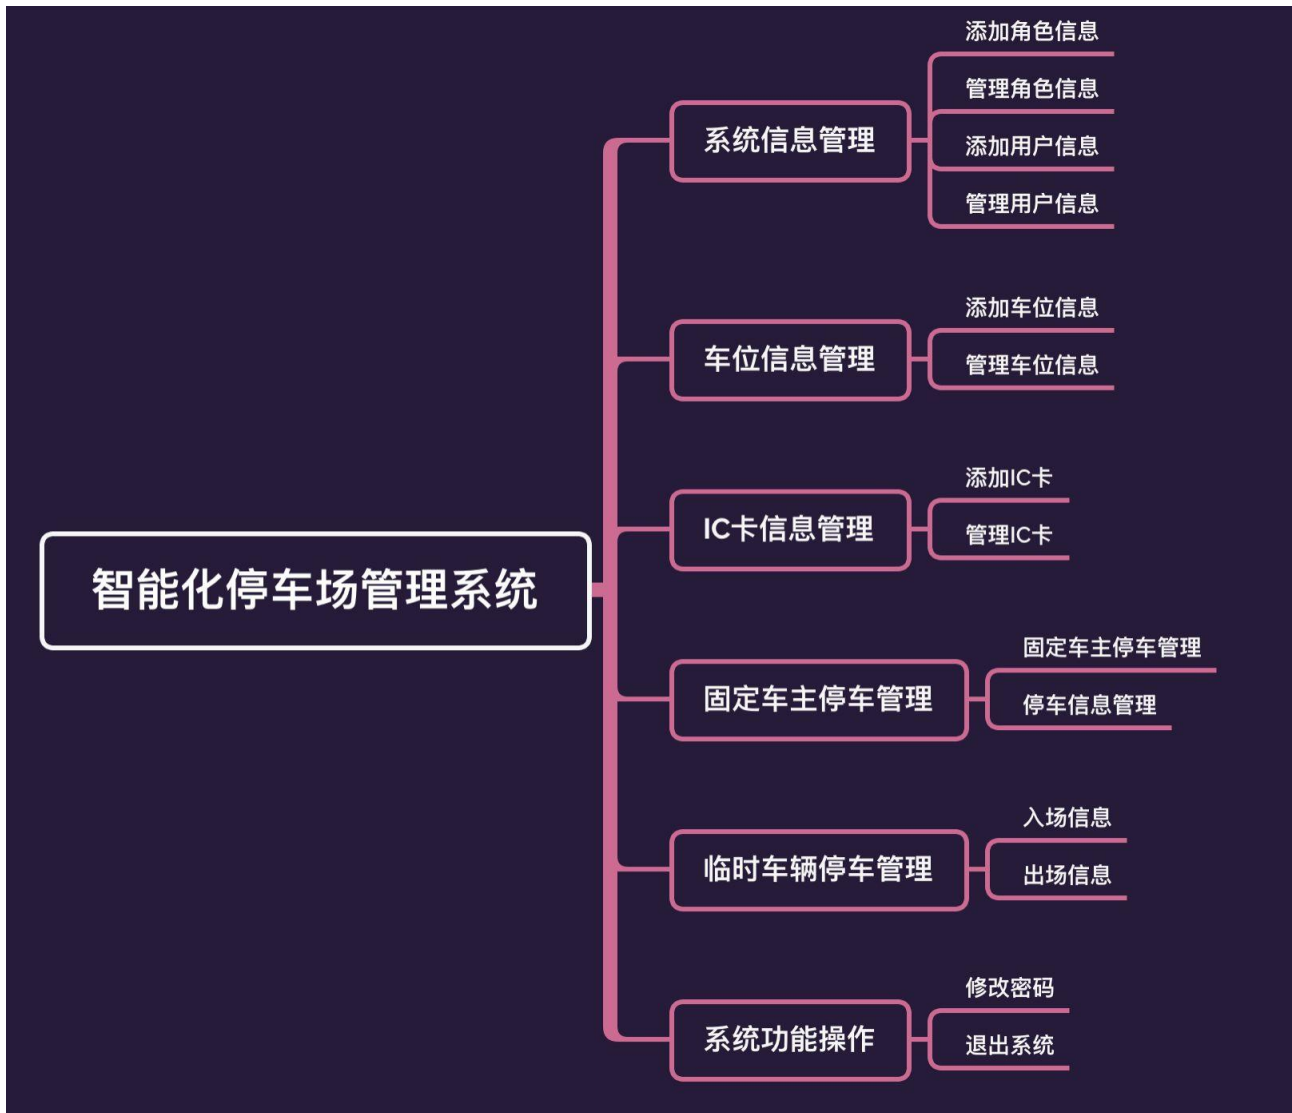 智能化停车场管理系统
系统信息管理
添加角色信息
管理角色信息
添加用户信息
管理用户信息
车位信息管理
添加车位信息
管理车位信息
IC卡信息管理
添加IC卡
管理IC卡
固定车主停车管理
固定车主停车管理
停车信息管理
临时车辆停车管理
入场信息
出场信息
系统功能操作
修改密码
退出系统